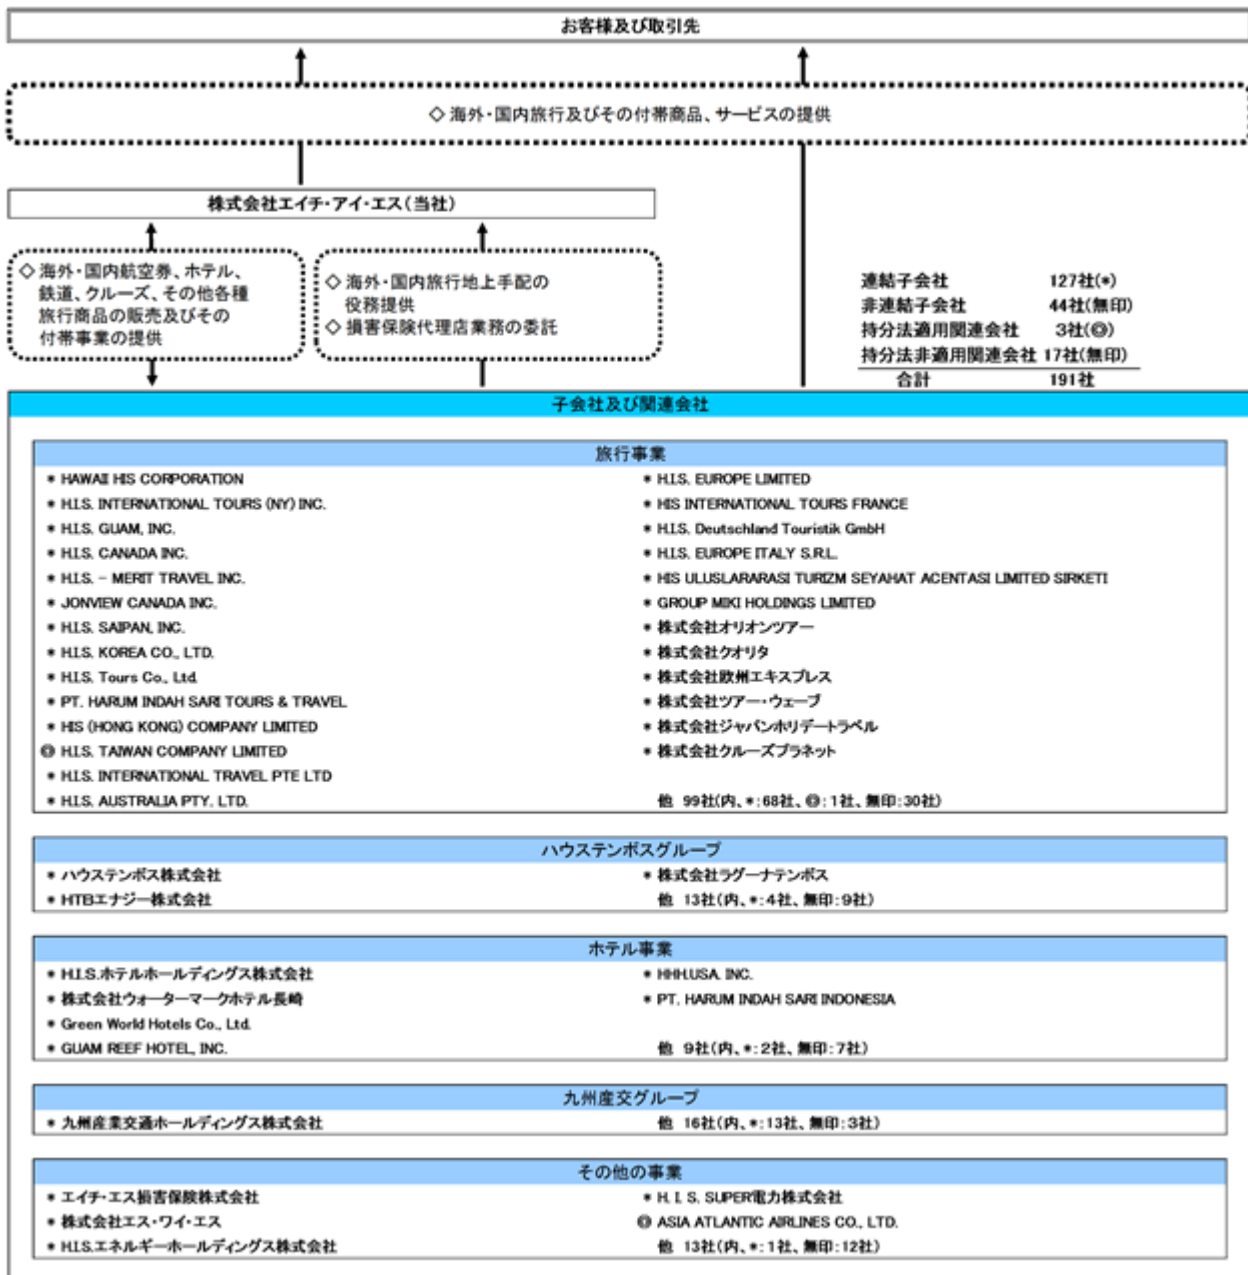 お客様及び取引先
◇海外・国内旅行及びその付帯商品、サービスの提供
株式会社エイチ・アイ・エス(当社)
◇海外・国内航空券、ホテル、
鉄道、クルーズ、その他各種
旅行商品の販売及びその
付帯事業の提供
◇海外・国内旅行地上手配の
役務提供
◇損害保険代理店業務の委託
連結子会社 127社(*)
非連結子会社 44社(無印)
持分法適用関連会社 3社(◎)
持分法非適用関連会社 17社(無印)
合計 191社
子会社及び関連会社
旅行事業
* HAWAII HIS CORPORATION
* H.I.S. INTERNATIONAL TOURS (NY) INC.
* H.I.S. GUAM, INC.
* H.I.S. CANADA INC.
* H.I.S. - MERIT TRAVEL INC.
* JONVIEW CANADA INC.
* H.I.S. SAIPAN, INC.
* H.I.S. KOREA CO., LTD.
* H.I.S. Tours Co., Ltd.
* PT. HARUM INDAH SARI TOURS & TRAVEL
* HIS (HONG KONG) COMPANY LIMITED
◎ H.I.S. TAIWAN COMPANY LIMITED
* H.I.S. INTERNATIONAL TRAVEL PTE LTD
* H.I.S. AUSTRALIA PTY. LTD.
* H.I.S. EUROPE LIMITED
* HIS INTERNATIONAL TOURS FRANCE
* H.I.S. Deutschland Touristik GmbH
* H.I.S. EUROPE ITALY S.R.L.
* HIS ULUSLARARASI TURIZM SEYAHAT ACENTASI LIMITED SIRKETI
* GROUP MIKI HOLDINGS LIMITED
* 株式会社オリオンツアー
* 株式会社クオリタ
* 株式会社欧州エキスプレス
* 株式会社ツアー・ウェーブ
* 株式会社ジャパンホリデートラベル
* 株式会社クルーズプラネット
他 99社(内、*:68社、◎:1社、無印:30社)
ハウステンボスグループ
* ハウステンボス株式会社
* HTBエナジー株式会社
* 株式会社ラグーナテンボス
他 13社(内、*:4社、無印:9社)
ホテル事業
* H.I.S.ホテルホールディングス株式会社
* 株式会社ウォーターマークホテル長崎
* Green World Hotels Co., Ltd.
* GUAM REEF HOTEL, INC.
* HHH.USA. INC.
* PT. HARUM INDAH SARI INDONESIA
他 9社(内、*:2社、無印:7社)
九州産交グループ
* 九州産業交通ホールディングス株式会社
他 16社(内、*:13社、無印:3社)
その他の事業
* エイチ・エス損害保険株式会社
* 株式会社エス・ワイ・エス
* H.I.S.エネルギーホールディングス株式会社
* H. I. S. SUPER電力株式会社
◎ ASIA ATLANTIC AIRLINES CO., LTD.
他 13社(内、*:1社、無印:12社)